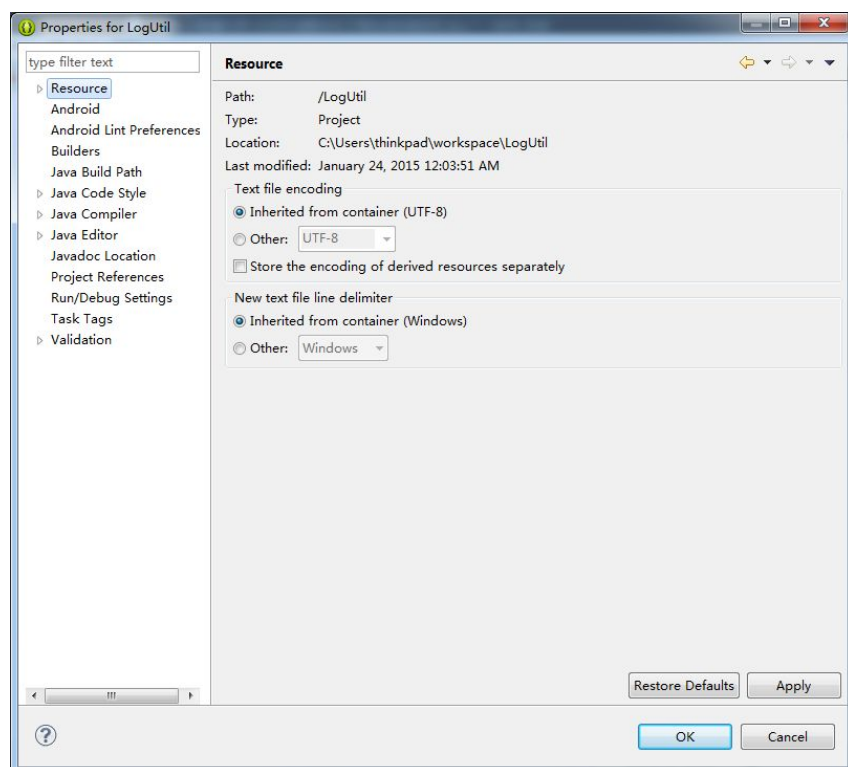 Properties for LogUtil
type filter text
Resource
Android
Android Lint Preferences
Builders
Java Build Path
Java Code Style
Java Compiler
Java Editor
Javadoc Location
Project References
Run/Debug Settings
Task Tags
Validation
Resource
Path: /LogUtil
Type: Project
Location: C:\Users\thinkpad\workspace\LogUtil
Last modified: January 24, 2015 12:03:51 AM
Text file encoding
Inherited from container (UTF-8)
Other: UTF-8
Store the encoding of derived resources separately
New text file line delimiter
Inherited from container (Windows)
Other: Windows
Restore Defaults Apply
OK Cancel